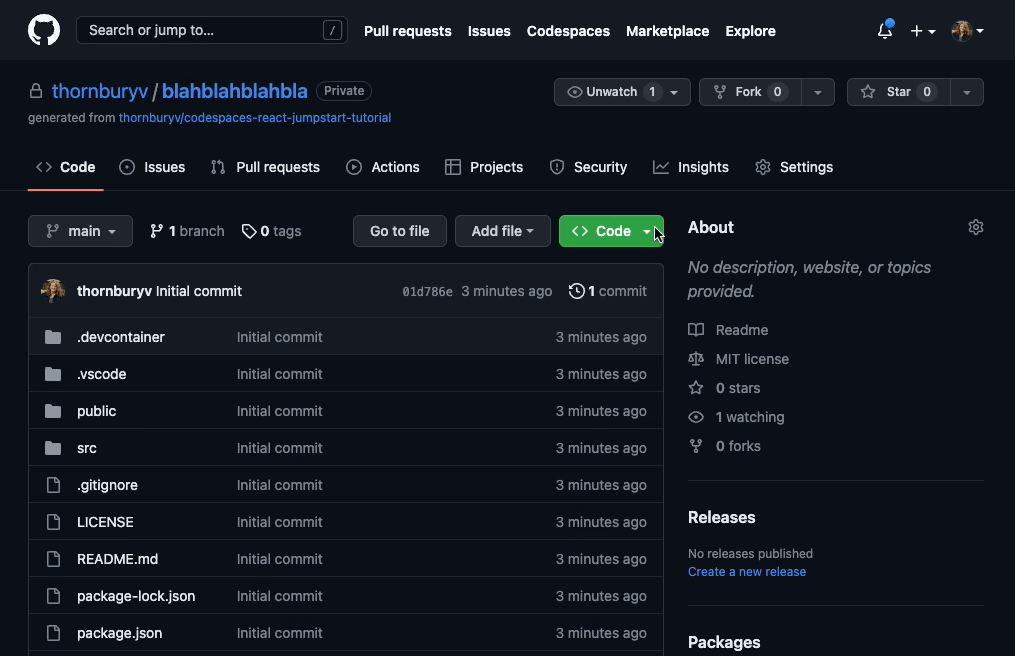 Search or jump to... /
Pull requests Issues Codespaces Marketplace Explore
thornburyv / blahblahblahbla Private
Unwatch 1 Fork 0 Star 0
generated from thornburyv/codespaces-react-jumpstart-tutorial
Code Issues Pull requests Actions Projects Security Insights Settings
main 1 branch 0 tags Go to file Add file Code
thornburyv Initial commit 01d786e 3 minutes ago 1 commit
.devcontainer Initial commit 3 minutes ago
.vscode Initial commit 3 minutes ago
public Initial commit 3 minutes ago
src Initial commit 3 minutes ago
.gitignore Initial commit 3 minutes ago
LICENSE Initial commit 3 minutes ago
README.md Initial commit 3 minutes ago
package-lock.json Initial commit 3 minutes ago
package.json Initial commit 3 minutes ago
About
No description, website, or topics
provided.
Readme
MIT license
0 stars
1 watching
0 forks
Releases
No releases published
Create a new release
Packages